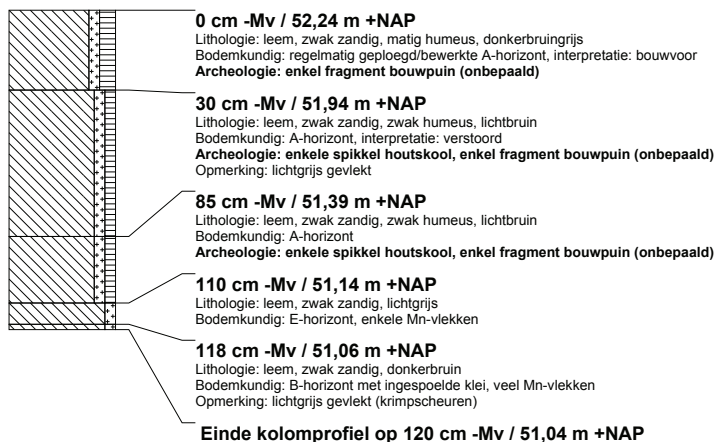 0 cm -Mv / 52,24 m +NAP
Lithologie: leem, zwak zandig, matig humeus, donkerbruingrijs
Bodemkundig: regelmatig geploegd/bewerkte A-horizont, interpretatie: bouwvoor
Archeologie: enkel fragment bouwpuin (onbepaald)
30 cm -Mv / 51,94 m +NAP
Lithologie: leem, zwak zandig, zwak humeus, lichtbruin
Bodemkundig: A-horizont, interpretatie: verstoord
Archeologie: enkele spikkel houtskool, enkel fragment bouwpuin (onbepaald)
Opmerking: lichtgrijs gevlekt
85 cm -Mv / 51,39 m +NAP
Lithologie: leem, zwak zandig, zwak humeus, lichtbruin
Bodemkundig: A-horizont
Archeologie: enkele spikkel houtskool, enkel fragment bouwpuin (onbepaald)
110 cm -Mv / 51,14 m +NAP
Lithologie: leem, zwak zandig, lichtgrijs
Bodemkundig: E-horizont, enkele Mn-vlekken
118 cm -Mv / 51,06 m +NAP
Lithologie: leem, zwak zandig, donkerbruin
Bodemkundig: B-horizont met ingespoelde klei, veel Mn-vlekken
Opmerking: lichtgrijs gevlekt (krimpscheuren)
Einde kolomprofiel op 120 cm -Mv / 51,04 m +NAP